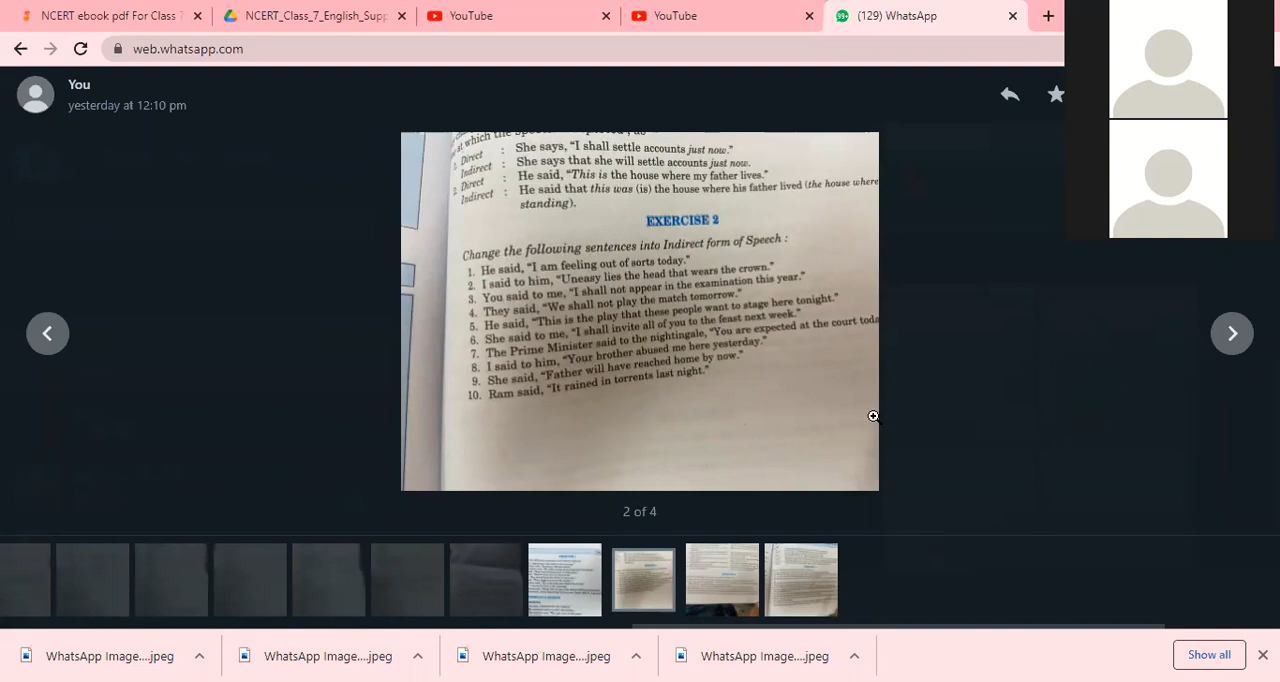 NCERT ebook pdf For Class 7
NCERT_Class_7_English_Supp
YouTube
YouTube
99+
(129) WhatsApp
web.whatsapp.com
You
yesterday at 12:10 pm
at which the
1. Direct : She says, “I shall settle accounts just now.”
Indirect : She says that she will settle accounts just now.
2. Direct : He said, “This is the house where my father lives.”
Indirect : He said that this was (is) the house where his father lived (the house where
standing).
EXERCISE 2
Change the following sentences into Indirect form of Speech :
1. He said, “I am feeling out of sorts today.”
2. I said to him, “Uneasy lies the head that wears the crown.”
3. You said to me, “I shall not appear in the examination this year.”
4. They said, “We shall not play the match tomorrow.”
5. He said, “This is the play that these people want to stage here tonight.”
6. She said to me, “I shall invite all of you to the feast next week.”
7. The Prime Minister said to the nightingale, “You are expected at the court toda
8. I said to him, “Your brother abused me here yesterday.”
9. She said, “Father will have reached home by now.”
10. Ram said, “It rained in torrents last night.”
2 of 4
WhatsApp Image....jpeg
WhatsApp Image....jpeg
WhatsApp Image....jpeg
WhatsApp Image....jpeg
Show all